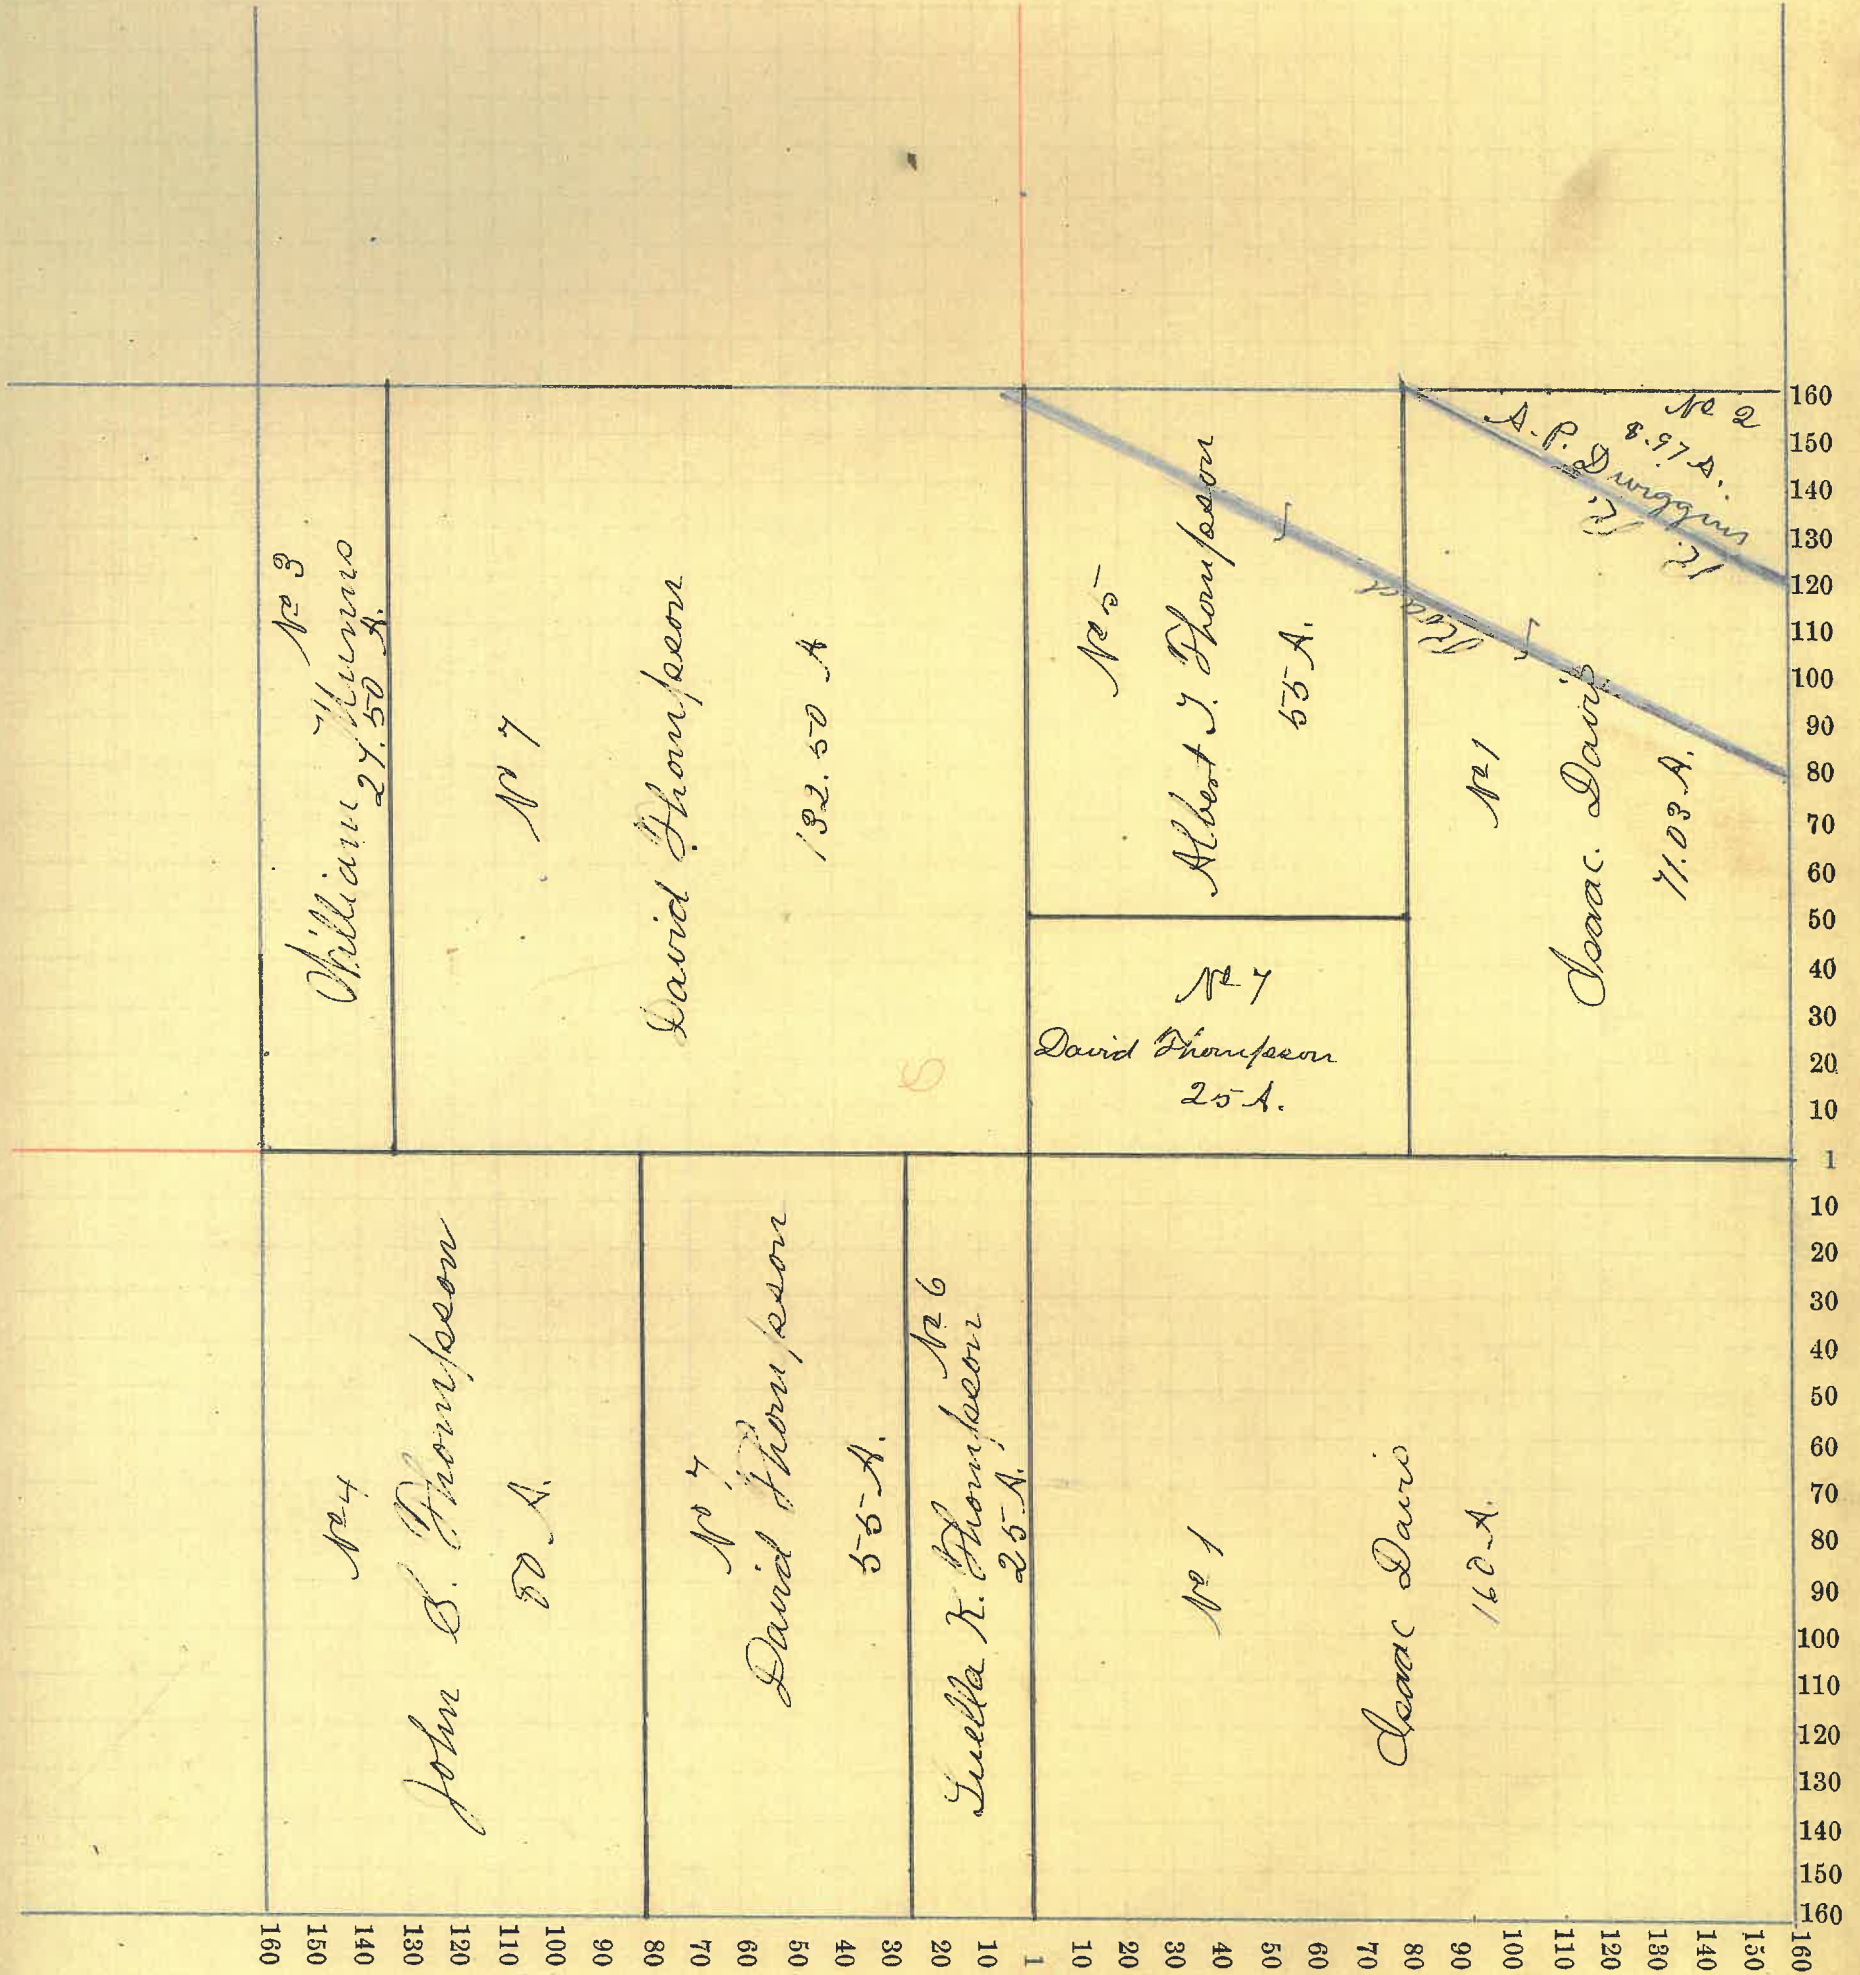 No 3
William Nunns
27.50 A.
No 7
David Thompson
132.50 A
No 5
Albert J. Thompson
55 A.
No 7
David Thompson
25 A.
No 2
8.97 A.
A. P. Dwiggins
R. R.
Road
No 1
Isaac. Davis
71.03 A.
No 4
John S. Thompson
80 A.
No 7
David Thompson
55 A.
No 6
Luella K. Thompson
25 A.
No 1
Isaac Davis
160 A.
6
160
150
140
130
120
110
100
90
80
70
60
50
40
30
20
10
1
10
20
30
40
50
60
70
80
90
100
110
120
130
140
150
160
160 150 140 130 120 110 100 90 80 70 60 50 40 30 20 10 1 10 20 30 40 50 60 70 80 90 100 110 120 130 140 150 160